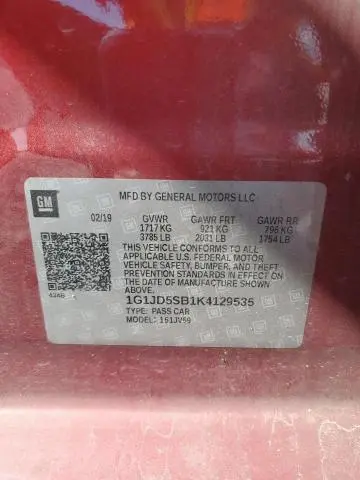 GM
MFD BY GENERAL MOTORS LLC
02/19 GVWR GAWR FRT GAWR RR
1717 KG 921 KG 796 KG
3785 LB 2031 LB 1754 LB
THIS VEHICLE CONFORMS TO ALL
APPLICABLE U.S. FEDERAL MOTOR
VEHICLE SAFETY, BUMPER, AND THEFT
PREVENTION STANDARDS IN EFFECT ON
THE DATE OF MANUFACTURE SHOWN
ABOVE.
1G1JD5SB1K4129535
TYPE: PASS CAR